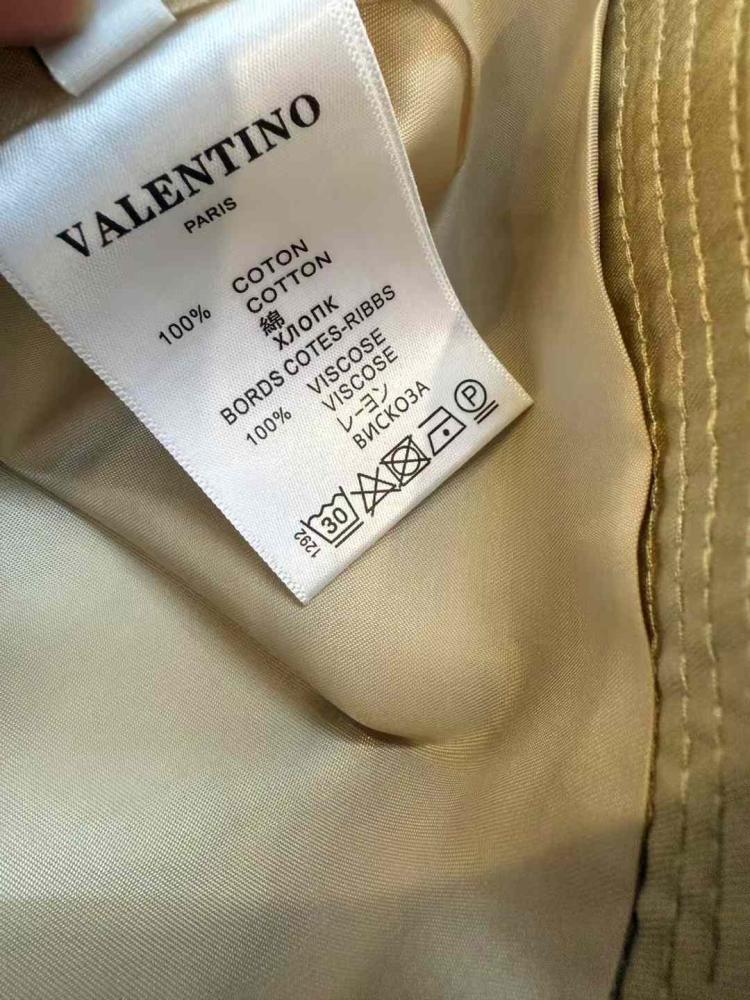 VALENTINO
PARIS
100% COTON
COTTON
綿
ХЛОПК
BORDS COTES-RIBBS
100% VISCOSE
VISCOSE
レーヨン
ВИСКОЗА
1292 30 P